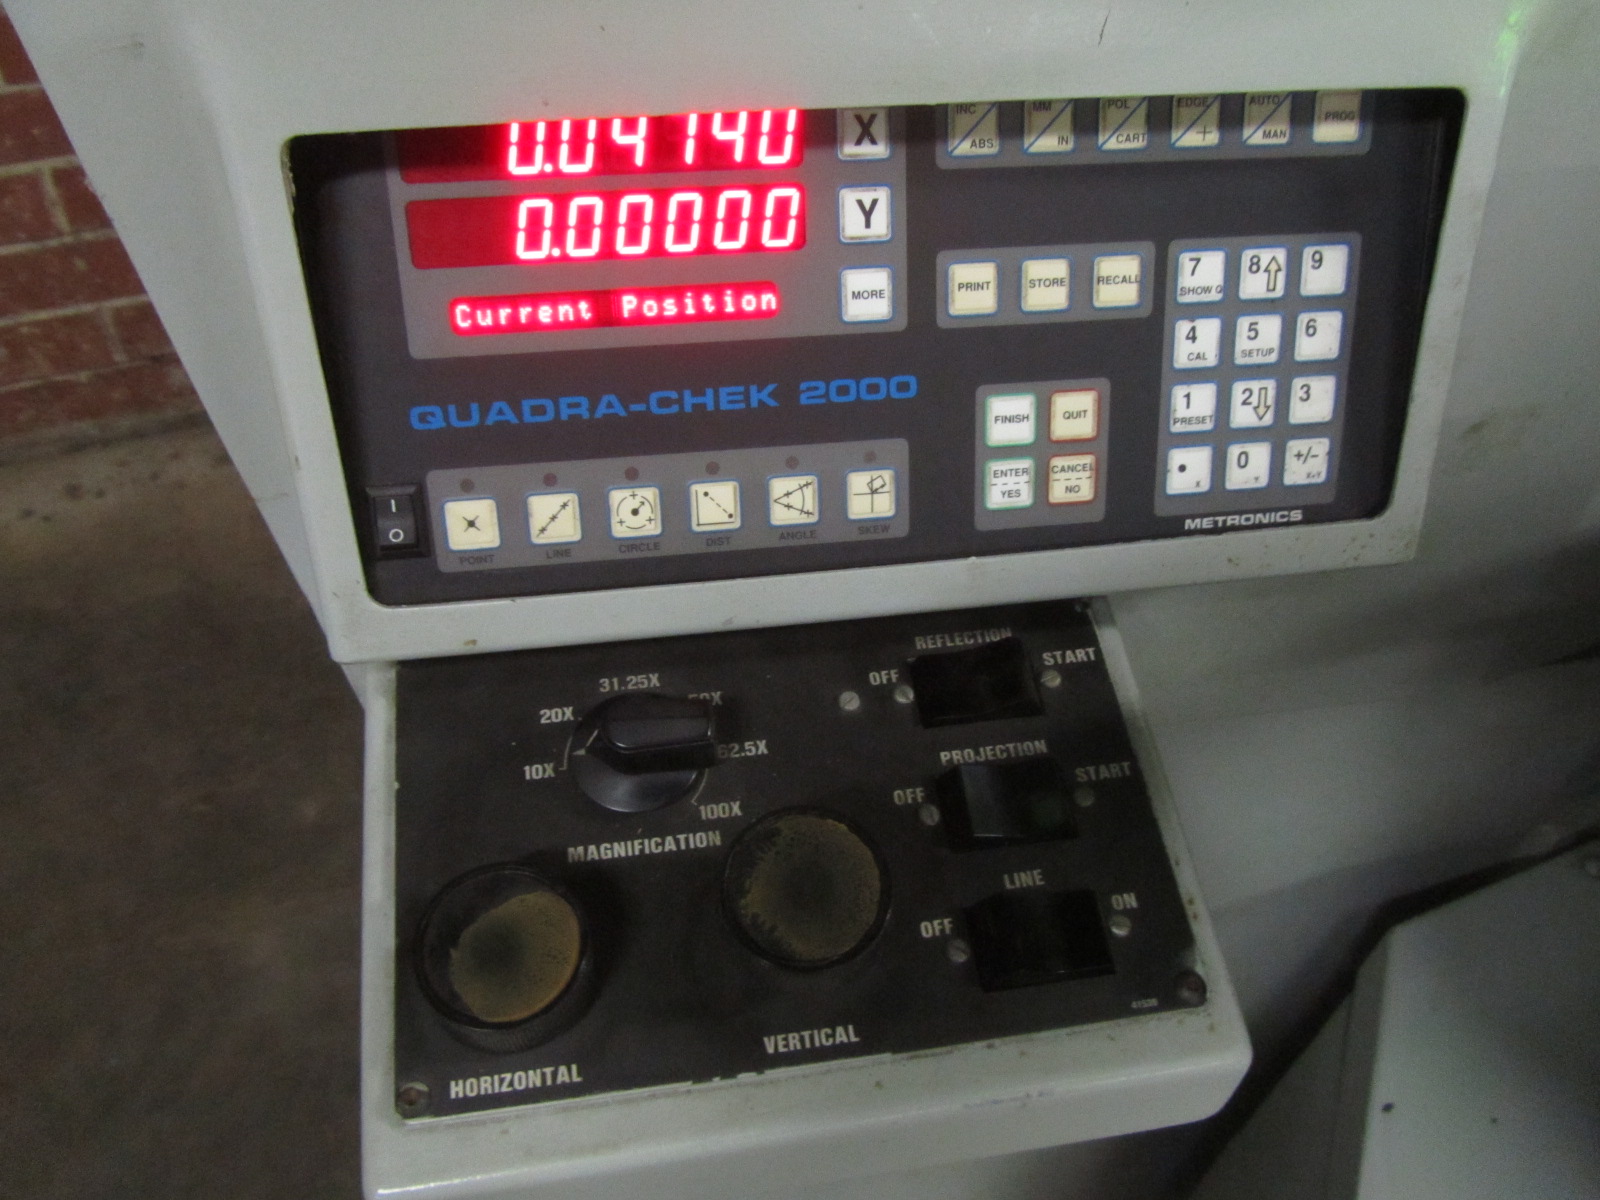 0.04140
X
INC ABS
MM IN
POL CART
EDGE
AUTO MAN
PROG
0.00000
Y
Current Position
MORE
PRINT
STORE
RECALL
7 SHOW Q
8
9
4 CAL
5 SETUP
6
1 PRESET
2
3
. X
0 Y
+/- X+Y
QUADRA-CHEK 2000
FINISH
QUIT
ENTER YES
CANCEL NO
METRONICS
I
O
POINT
LINE
CIRCLE
DIST
ANGLE
SKEW
REFLECTION
OFF
START
31.25X
20X
50X
10X
62.5X
100X
MAGNIFICATION
PROJECTION
OFF
START
LINE
OFF
ON
HORIZONTAL
VERTICAL